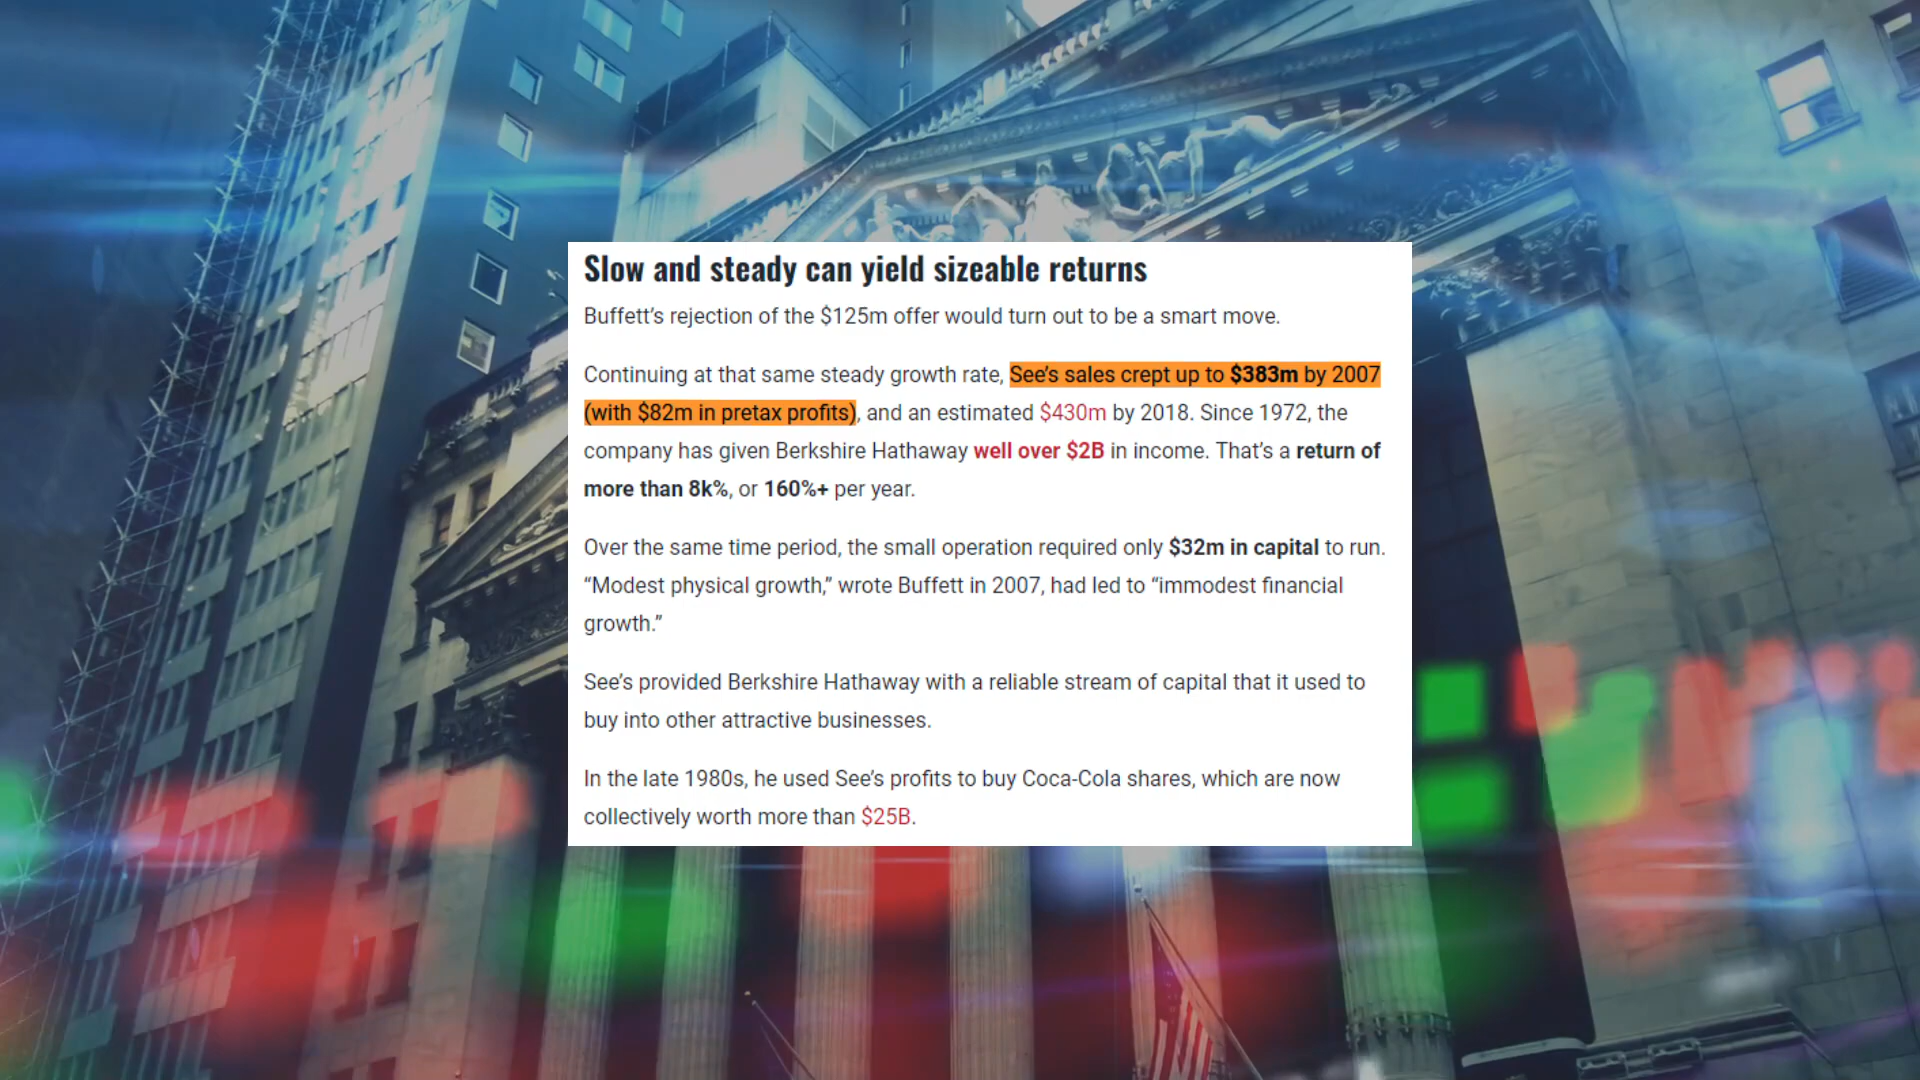 Slow and steady can yield sizeable returns
Buffett’s rejection of the $125m offer would turn out to be a smart move.
Continuing at that same steady growth rate, See’s sales crept up to $383m by 2007
(with $82m in pretax profits), and an estimated $430m by 2018. Since 1972, the
company has given Berkshire Hathaway well over $2B in income. That’s a return of
more than 8k%, or 160%+ per year.
Over the same time period, the small operation required only $32m in capital to run.
“Modest physical growth,” wrote Buffett in 2007, had led to “immodest financial
growth.”
See’s provided Berkshire Hathaway with a reliable stream of capital that it used to
buy into other attractive businesses.
In the late 1980s, he used See’s profits to buy Coca-Cola shares, which are now
collectively worth more than $25B.